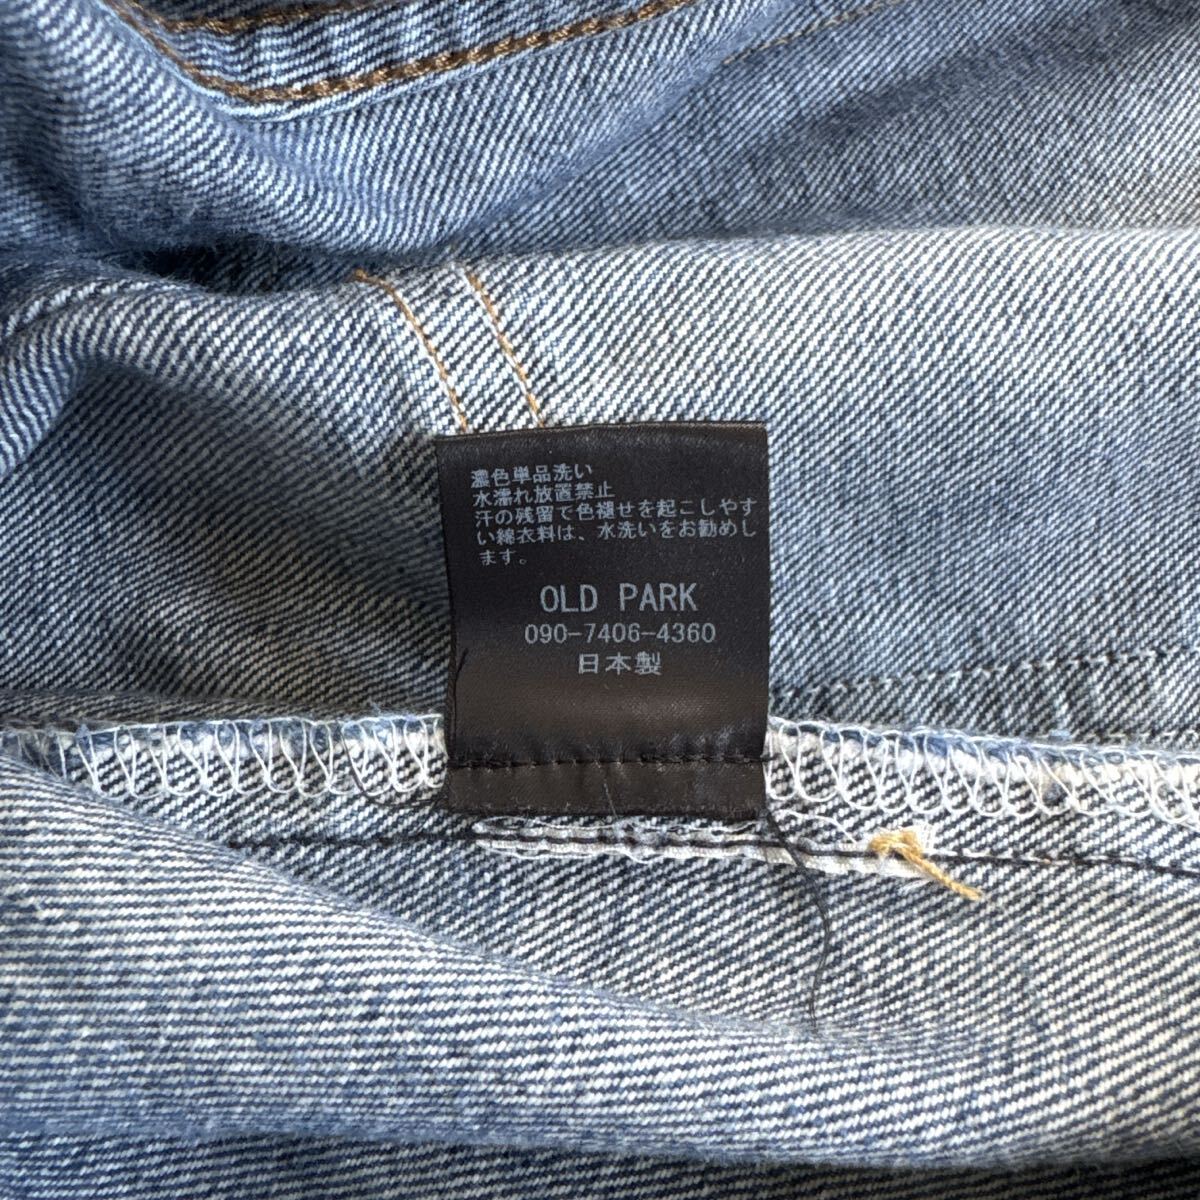 濃色単品洗い
水濡れ放置禁止
汗の残留で色褪せを起こしやす
い綿衣料は、水洗いをお勧めし
ます。
OLD PARK
090-7406-4360
日本製